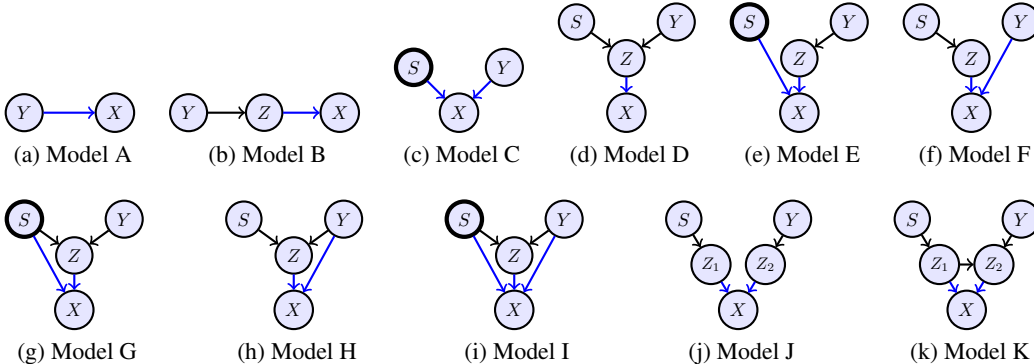 S Y S Y S Y
S Y Z Z Z
Y X Y Z X X X X X
(a) Model A (b) Model B (c) Model C (d) Model D (e) Model E (f) Model F
S Y S Y S Y S Y S Y
Z Z Z Z₁ Z₂ Z₁ Z₂
X X X X X
(g) Model G (h) Model H (i) Model I (j) Model J (k) Model K